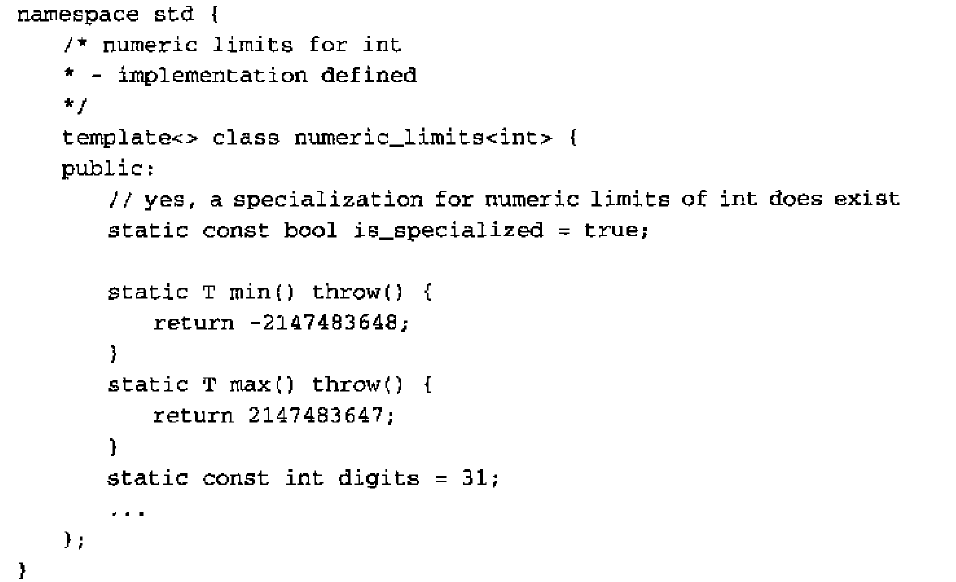 namespace std {
    /* numeric limits for int
    * - implementation defined
    */
    template<> class numeric_limits<int> {
    public:
        // yes, a specialization for numeric limits of int does exist
        static const bool is_specialized = true;

        static T min() throw() {
            return -2147483648;
        }
        static T max() throw() {
            return 2147483647;
        }
        static const int digits = 31;
        ...
    };
}